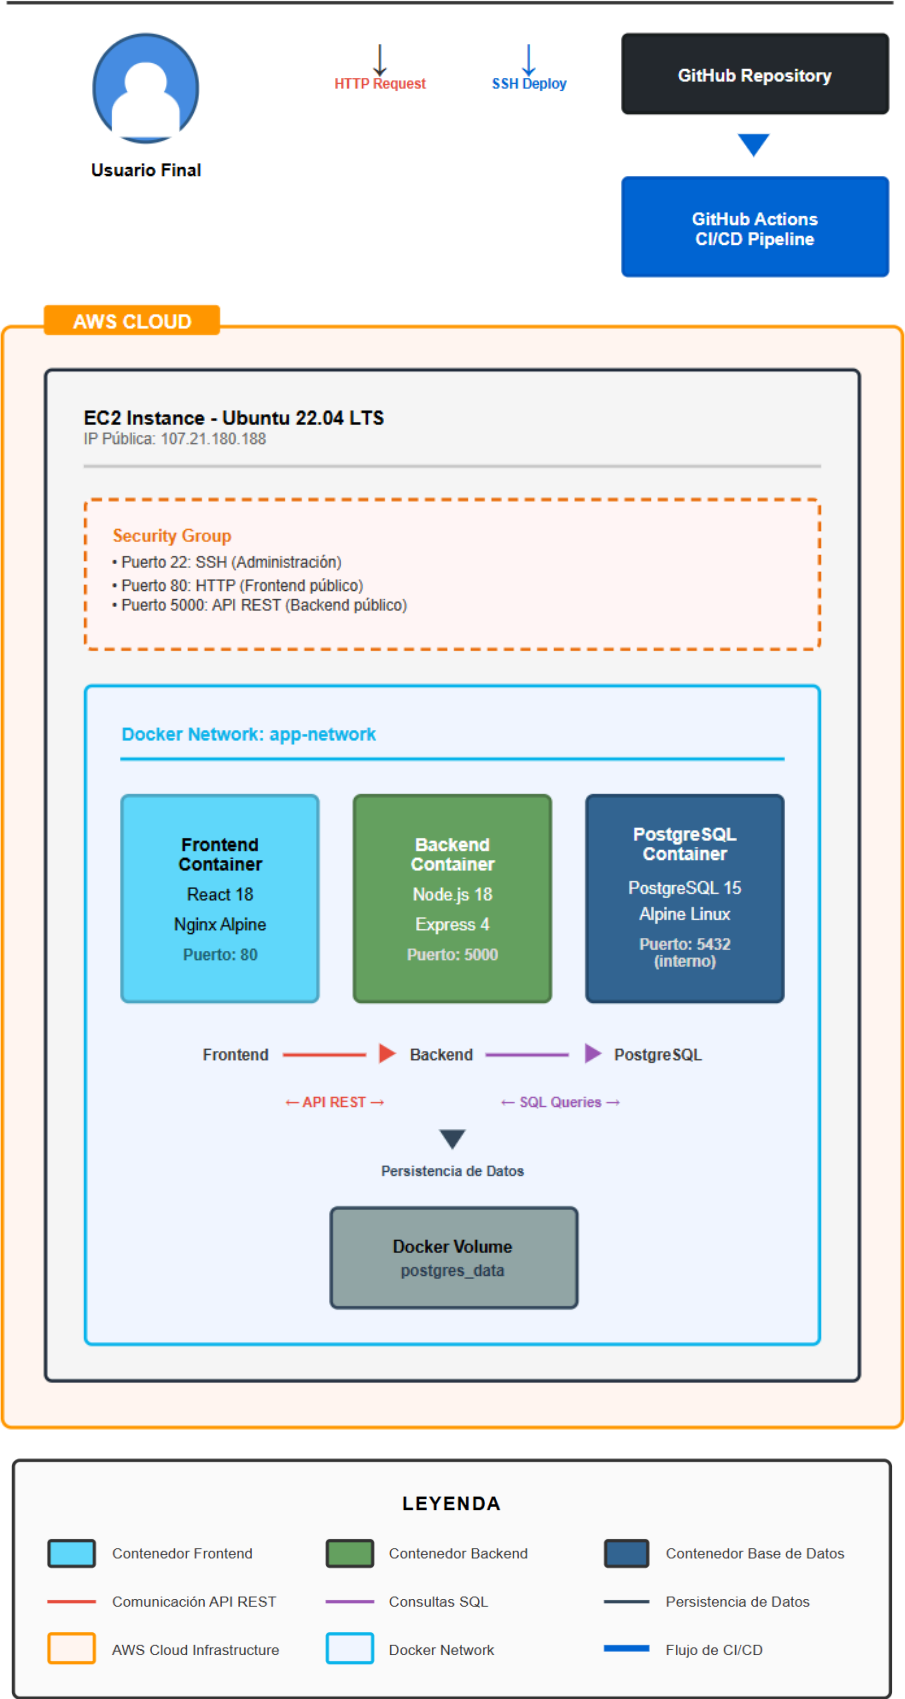 HTTP Request
SSH Deploy
GitHub Repository
Usuario Final
GitHub Actions
CI/CD Pipeline
AWS CLOUD
EC2 Instance - Ubuntu 22.04 LTS
IP Pública: 107.21.180.188
Security Group
• Puerto 22: SSH (Administración)
• Puerto 80: HTTP (Frontend público)
• Puerto 5000: API REST (Backend público)
Docker Network: app-network
Frontend
Container
React 18
Nginx Alpine
Puerto: 80
Backend
Container
Node.js 18
Express 4
Puerto: 5000
PostgreSQL
Container
PostgreSQL 15
Alpine Linux
Puerto: 5432
(interno)
Frontend
Backend
PostgreSQL
← API REST →
← SQL Queries →
Persistencia de Datos
Docker Volume
postgres_data
LEYENDA
Contenedor Frontend
Contenedor Backend
Contenedor Base de Datos
Comunicación API REST
Consultas SQL
Persistencia de Datos
AWS Cloud Infrastructure
Docker Network
Flujo de CI/CD